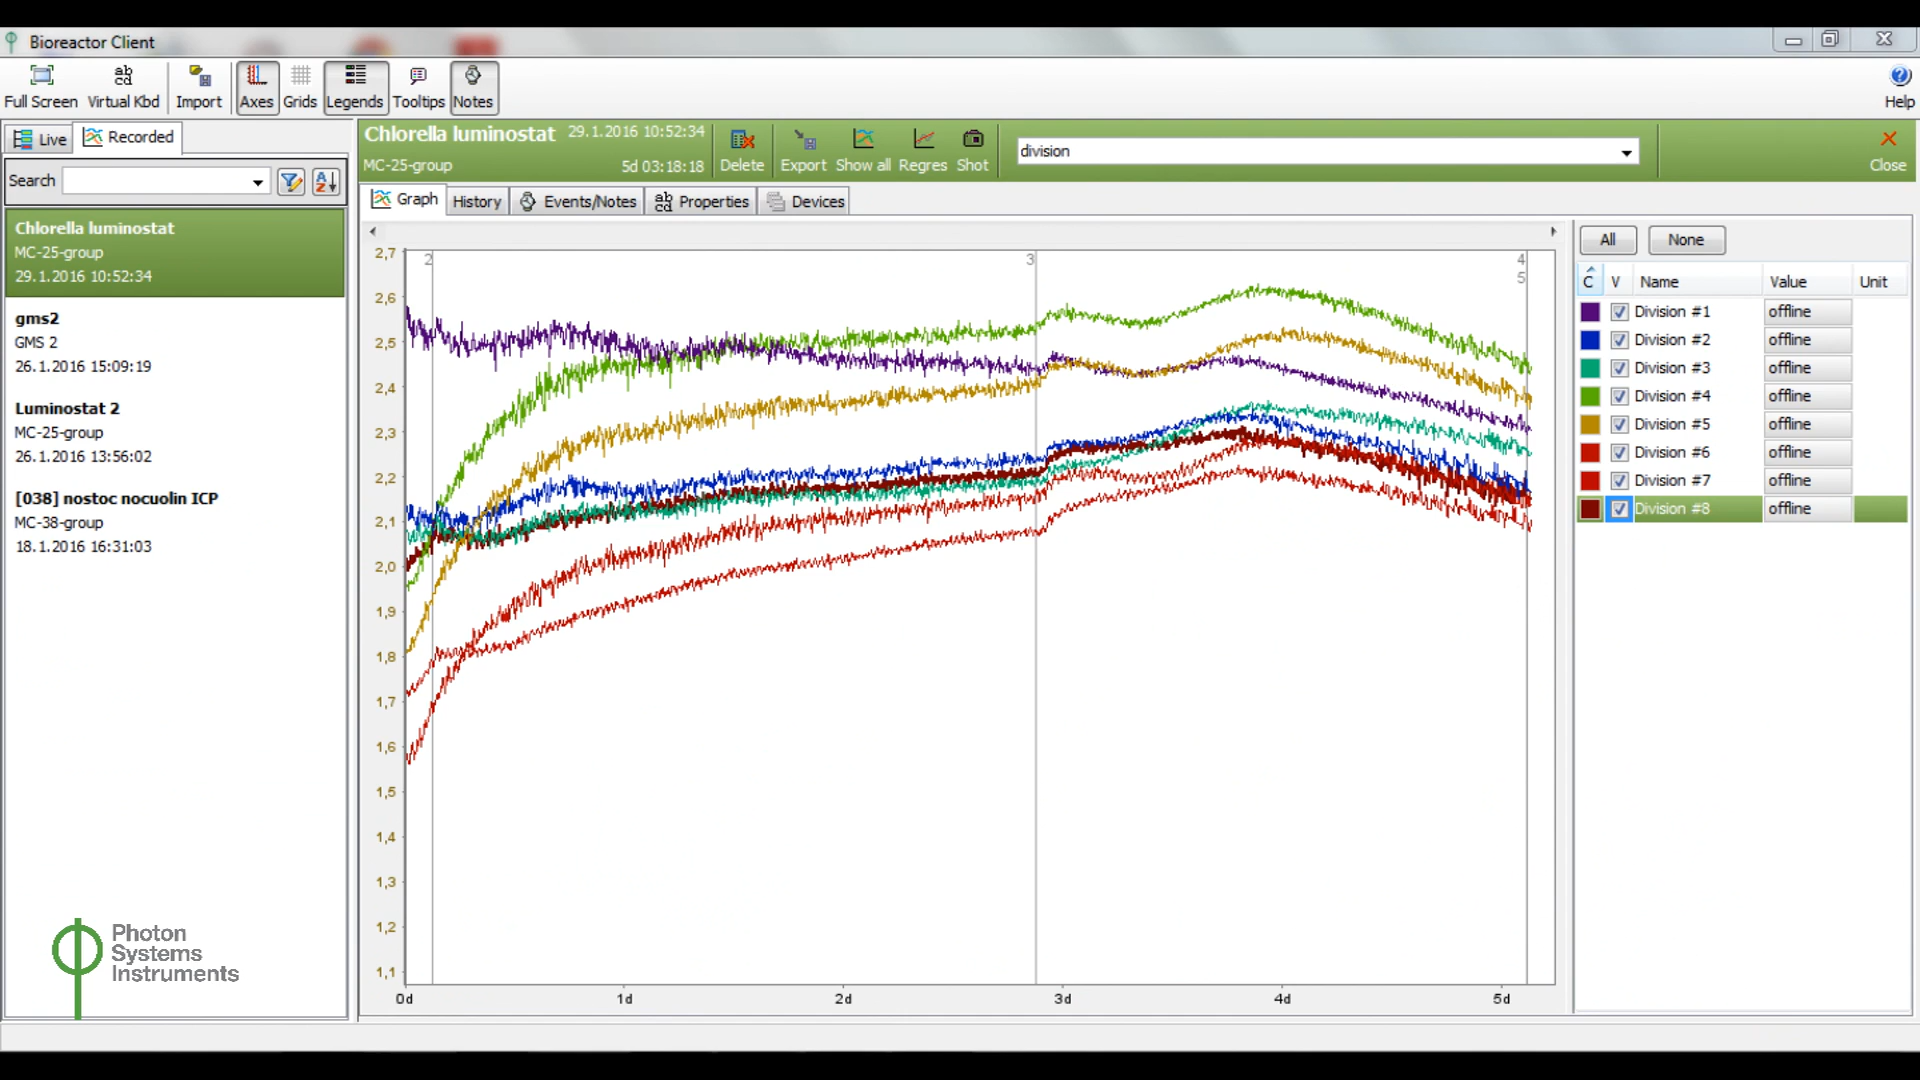 Bioreactor Client
Full Screen
Virtual Kbd
Import
Axes
Grids
Legends
Tooltips
Notes
Help
Live
Recorded
Search
Chlorella luminostat
MC-25-group
29.1.2016 10:52:34
gms2
GMS 2
26.1.2016 15:09:19
Luminostat 2
MC-25-group
26.1.2016 13:56:02
[038] nostoc nocuolin ICP
MC-38-group
18.1.2016 16:31:03
Photon
Systems
Instruments
Chlorella luminostat 29.1.2016 10:52:34
MC-25-group 5d 03:18:18
Delete
Export
Show all
Regres
Shot
division
Close
Graph
History
Events/Notes
Properties
Devices
2
3
4
5
2,7
2,6
2,5
2,4
2,3
2,2
2,1
2,0
1,9
1,8
1,7
1,6
1,5
1,4
1,3
1,2
1,1
0d 1d 2d 3d 4d 5d
All None
C V Name Value Unit
Division #1 offline
Division #2 offline
Division #3 offline
Division #4 offline
Division #5 offline
Division #6 offline
Division #7 offline
Division #8 offline